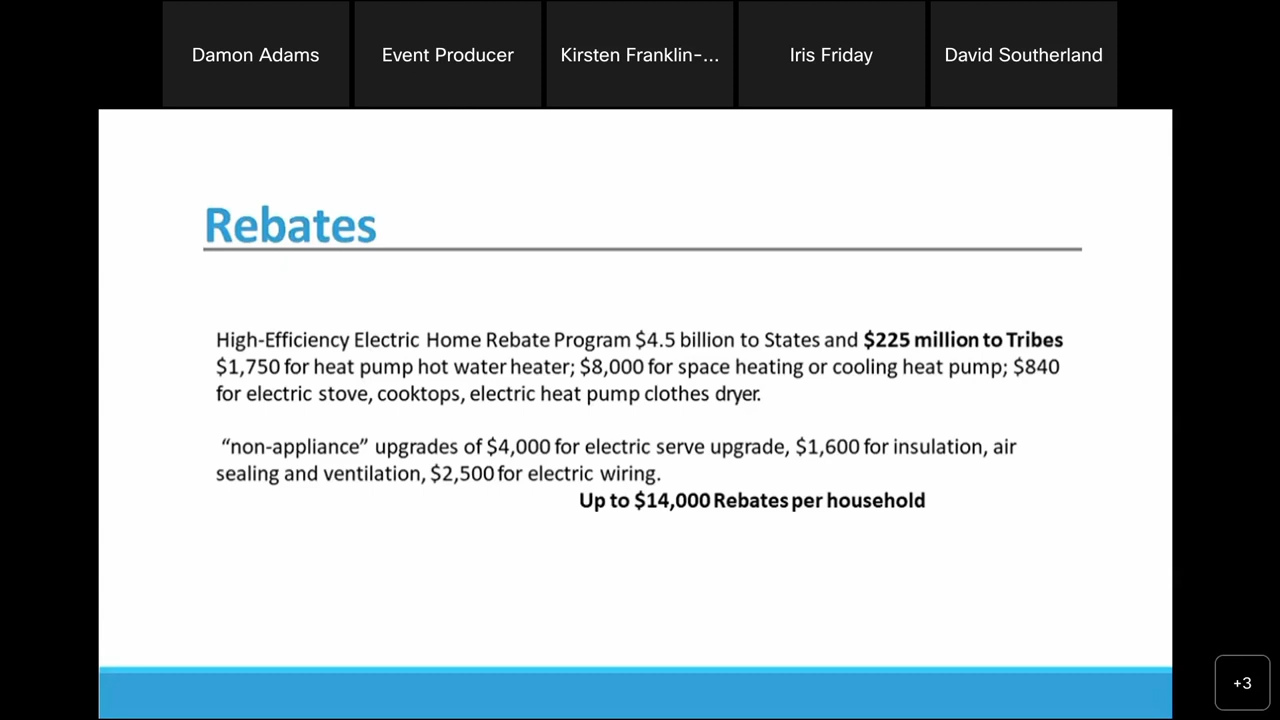 Damon Adams
Event Producer
Kirsten Franklin-...
Iris Friday
David Southerland
Rebates
High-Efficiency Electric Home Rebate Program $4.5 billion to States and $225 million to Tribes
$1,750 for heat pump hot water heater; $8,000 for space heating or cooling heat pump; $840
for electric stove, cooktops, electric heat pump clothes dryer.
“non-appliance” upgrades of $4,000 for electric serve upgrade, $1,600 for insulation, air
sealing and ventilation, $2,500 for electric wiring.
Up to $14,000 Rebates per household
+3